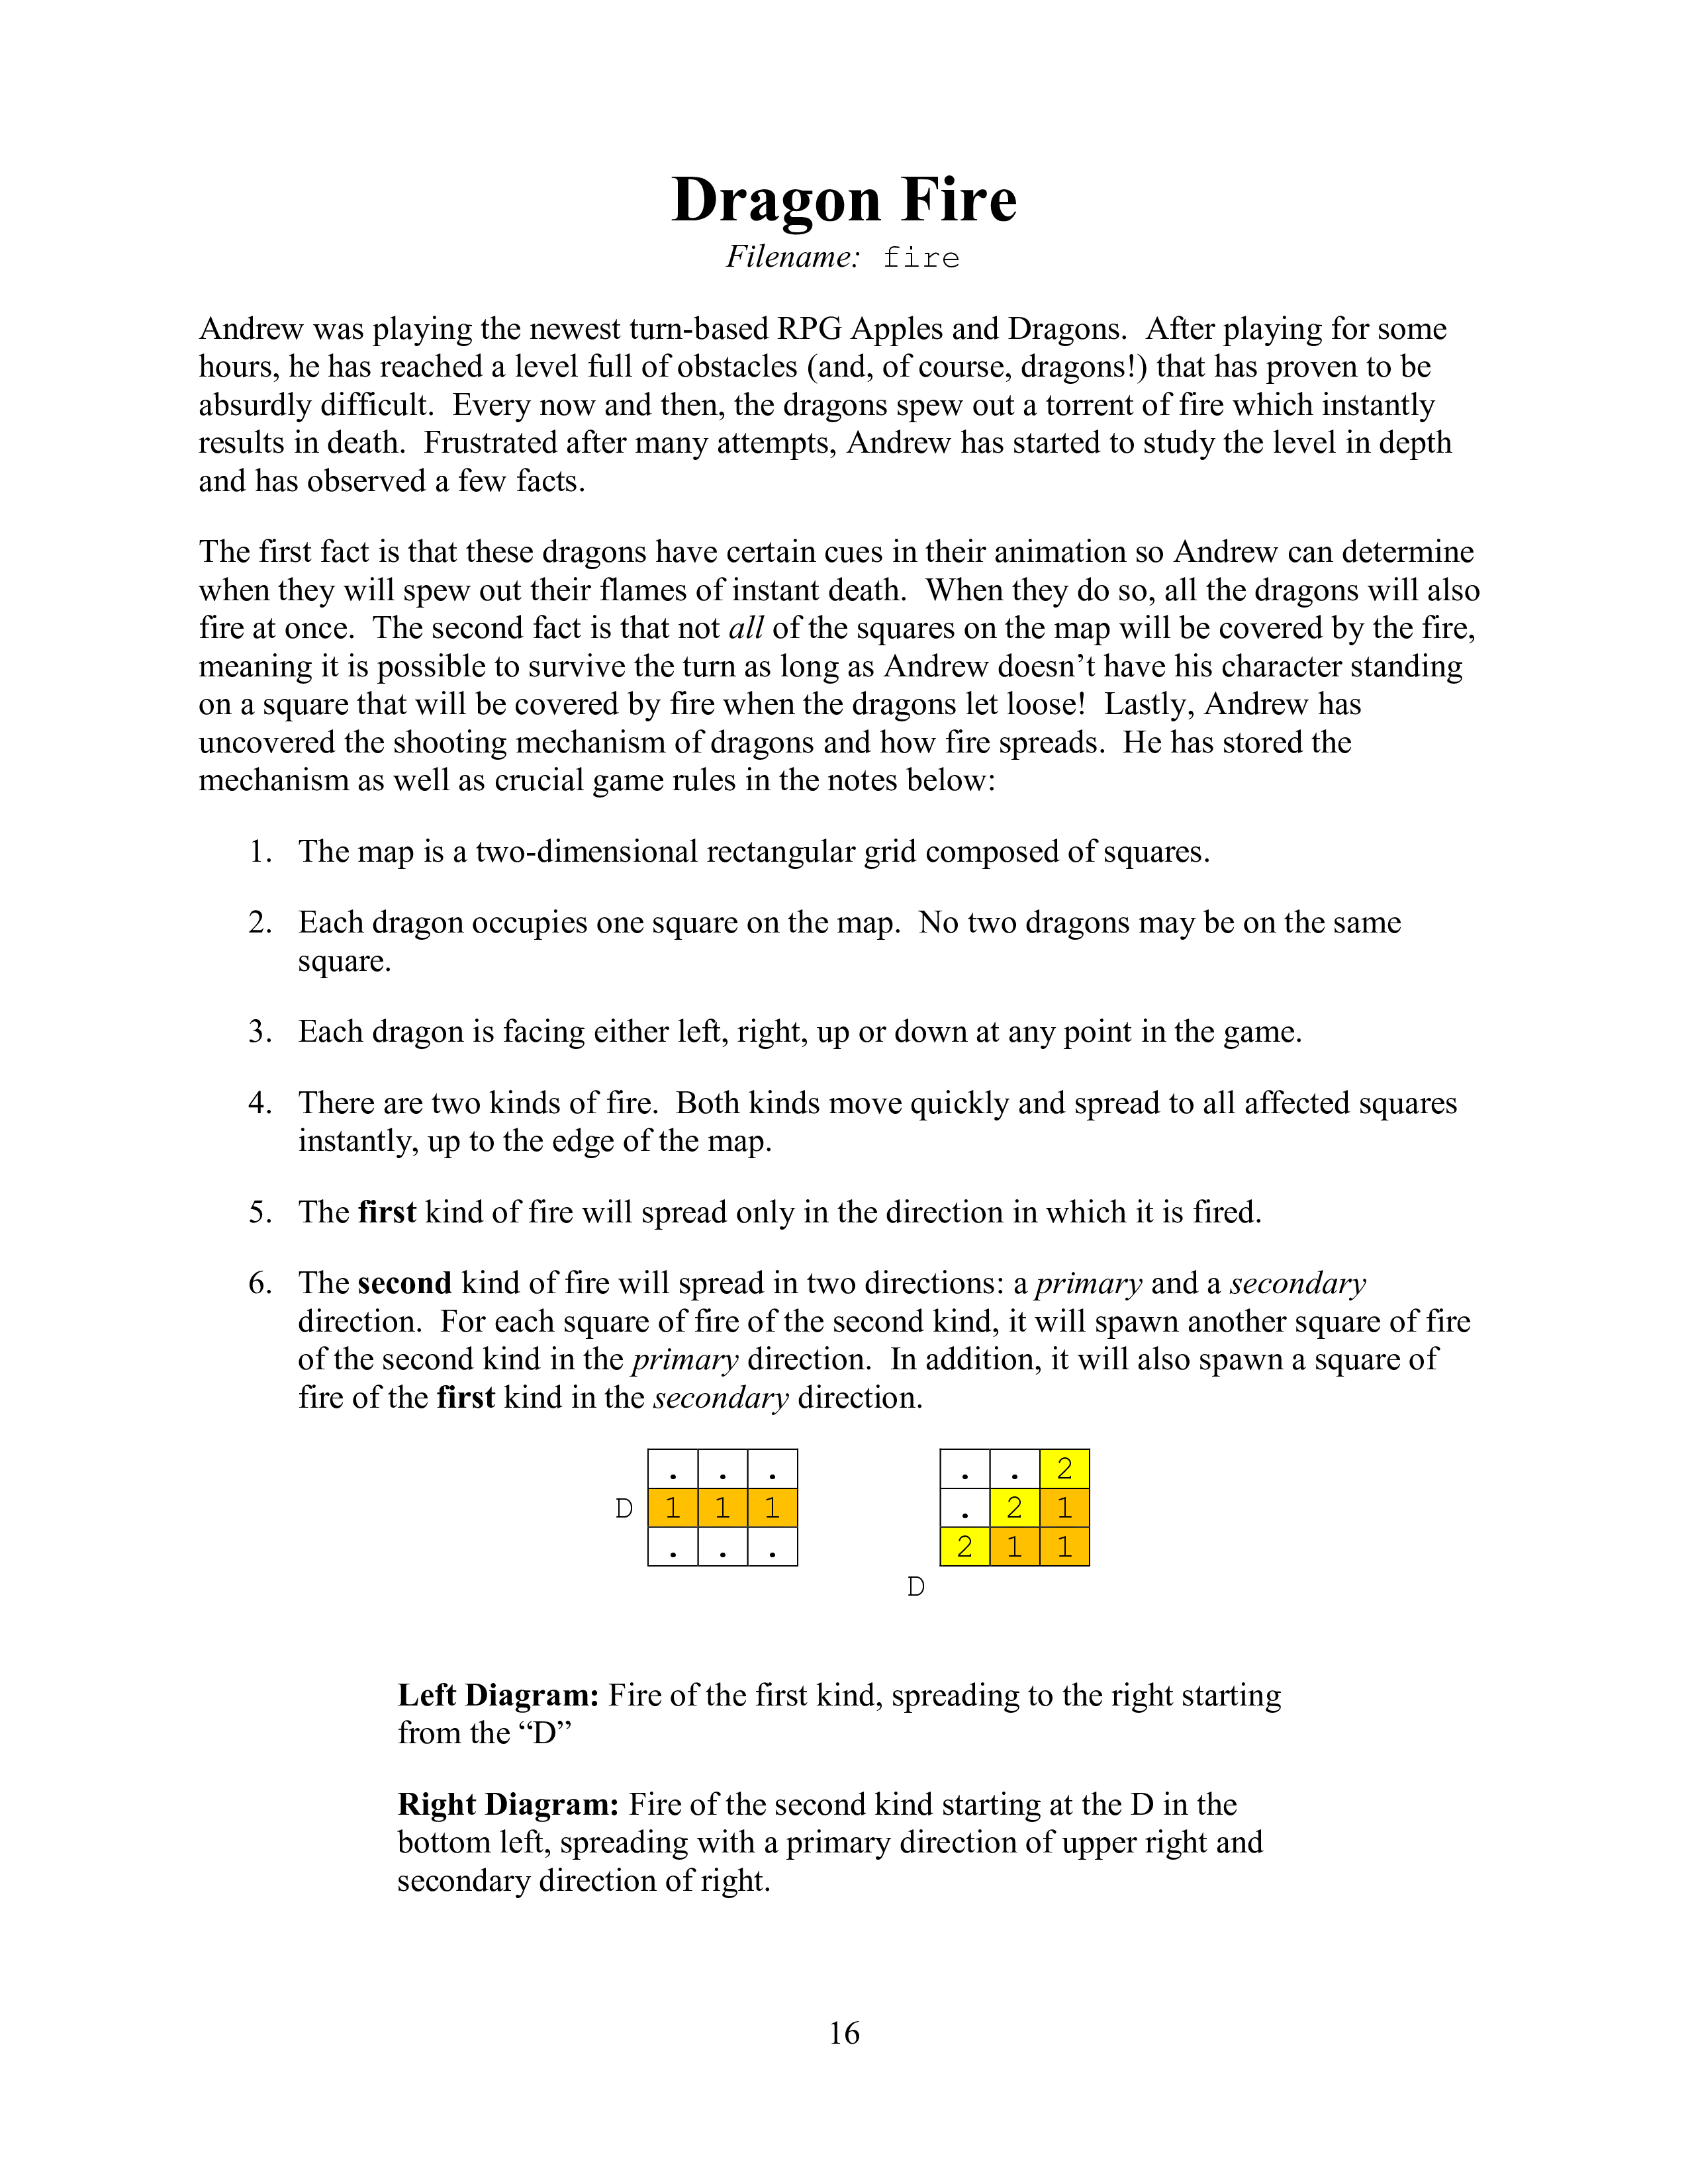 Dragon Fire
Filename: fire
Andrew was playing the newest turn-based RPG Apples and Dragons. After playing for some
hours, he has reached a level full of obstacles (and, of course, dragons!) that has proven to be
absurdly difficult. Every now and then, the dragons spew out a torrent of fire which instantly
results in death. Frustrated after many attempts, Andrew has started to study the level in depth
and has observed a few facts.
The first fact is that these dragons have certain cues in their animation so Andrew can determine
when they will spew out their flames of instant death. When they do so, all the dragons will also
fire at once. The second fact is that not all of the squares on the map will be covered by the fire,
meaning it is possible to survive the turn as long as Andrew doesn’t have his character standing
on a square that will be covered by fire when the dragons let loose! Lastly, Andrew has
uncovered the shooting mechanism of dragons and how fire spreads. He has stored the
mechanism as well as crucial game rules in the notes below:
1. The map is a two-dimensional rectangular grid composed of squares.
2. Each dragon occupies one square on the map. No two dragons may be on the same
square.
3. Each dragon is facing either left, right, up or down at any point in the game.
4. There are two kinds of fire. Both kinds move quickly and spread to all affected squares
instantly, up to the edge of the map.
5. The first kind of fire will spread only in the direction in which it is fired.
6. The second kind of fire will spread in two directions: a primary and a secondary
direction. For each square of fire of the second kind, it will spawn another square of fire
of the second kind in the primary direction. In addition, it will also spawn a square of
fire of the first kind in the secondary direction.
. . .
D 1 1 1
. . .
. . 2
. 2 1
2 1 1
D
Left Diagram: Fire of the first kind, spreading to the right starting
from the “D”
Right Diagram: Fire of the second kind starting at the D in the
bottom left, spreading with a primary direction of upper right and
secondary direction of right.
16